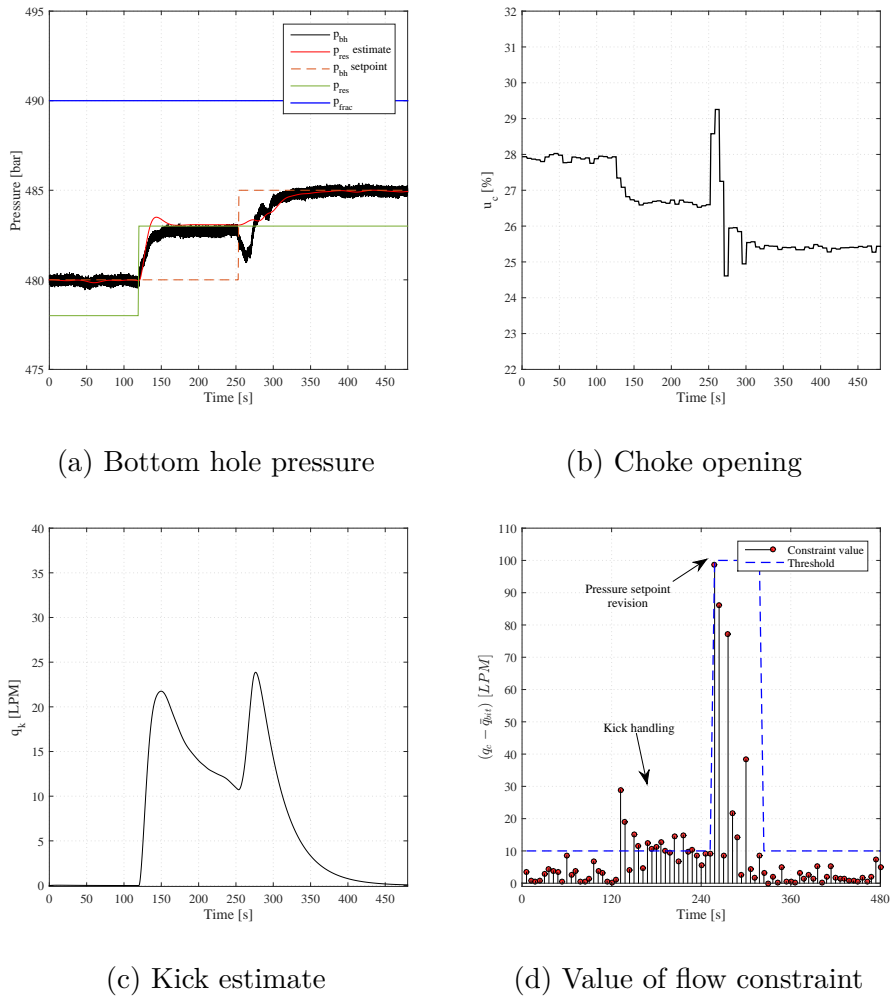 495
490
485
480
475
Pressure [bar]
0 50 100 150 200 250 300 350 400 450
Time [s]
p_bh
p_res estimate
p_bh setpoint
p_res
p_frac
(a) Bottom hole pressure
32
31
30
29
28
27
26
25
24
23
22
u_c [%]
0 50 100 150 200 250 300 350 400 450
Time [s]
(b) Choke opening
40
35
30
25
20
15
10
5
0
q_k [LPM]
0 50 100 150 200 250 300 350 400 450
Time [s]
(c) Kick estimate
110
100
90
80
70
60
50
40
30
20
10
0
(q_c − q̄_bit) [LPM]
Constraint value
Threshold
Pressure setpoint
revision
Kick handling
0 120 240 360 480
Time [s]
(d) Value of flow constraint